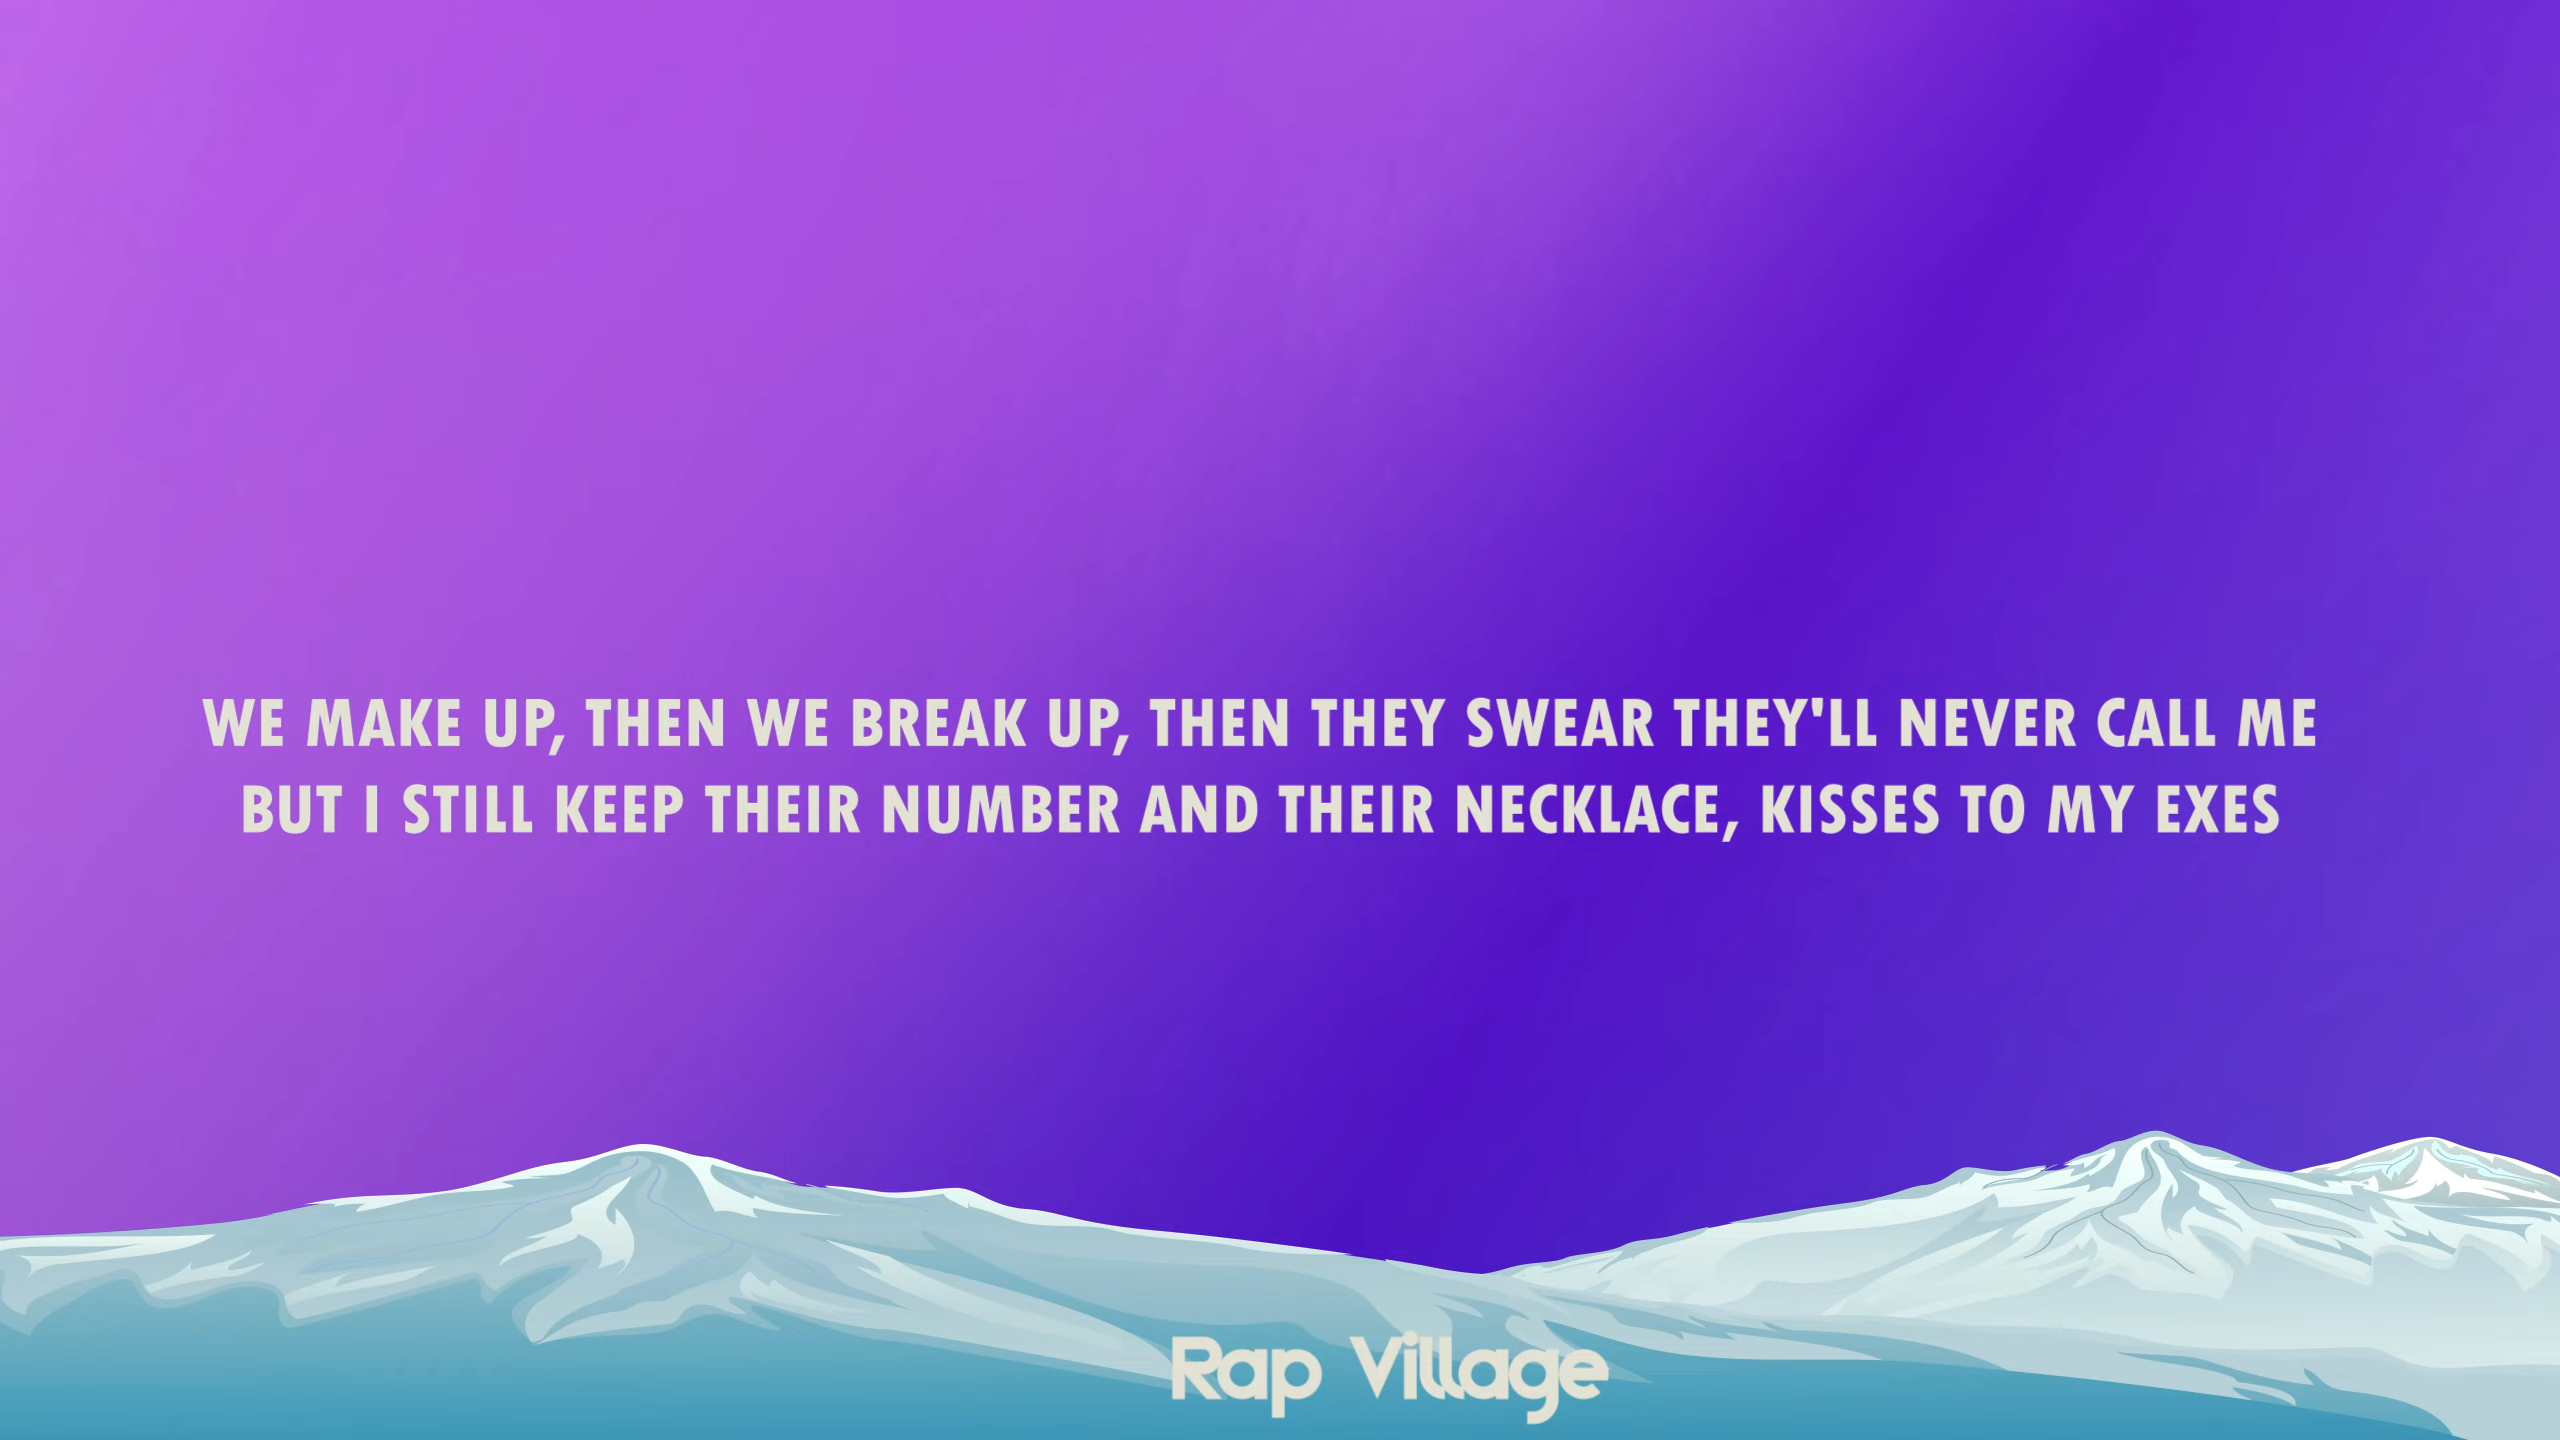 WE MAKE UP, THEN WE BREAK UP, THEN THEY SWEAR THEY'LL NEVER CALL ME
BUT I STILL KEEP THEIR NUMBER AND THEIR NECKLACE, KISSES TO MY EXES
Rap Village